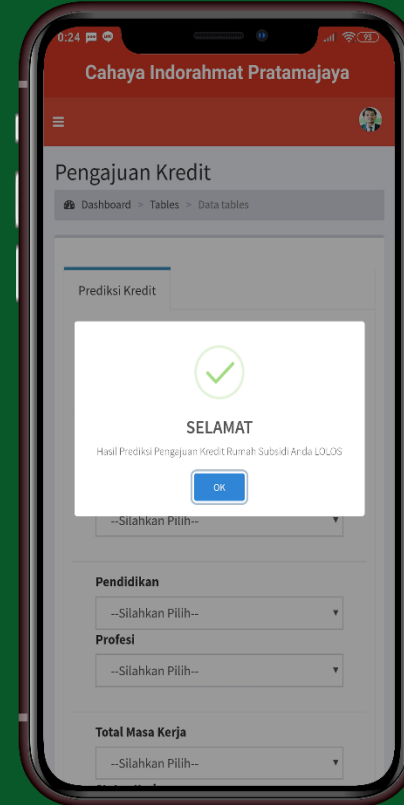 0:24
93
Cahaya Indorahmat Pratamajaya
Pengajuan Kredit
Dashboard > Tables > Data tables
Prediksi Kredit
SELAMAT
Hasil Prediksi Pengajuan Kredit Rumah Subsidi Anda LOLOS
OK
--Silahkan Pilih--
Pendidikan
--Silahkan Pilih--
Profesi
--Silahkan Pilih--
Total Masa Kerja
--Silahkan Pilih--